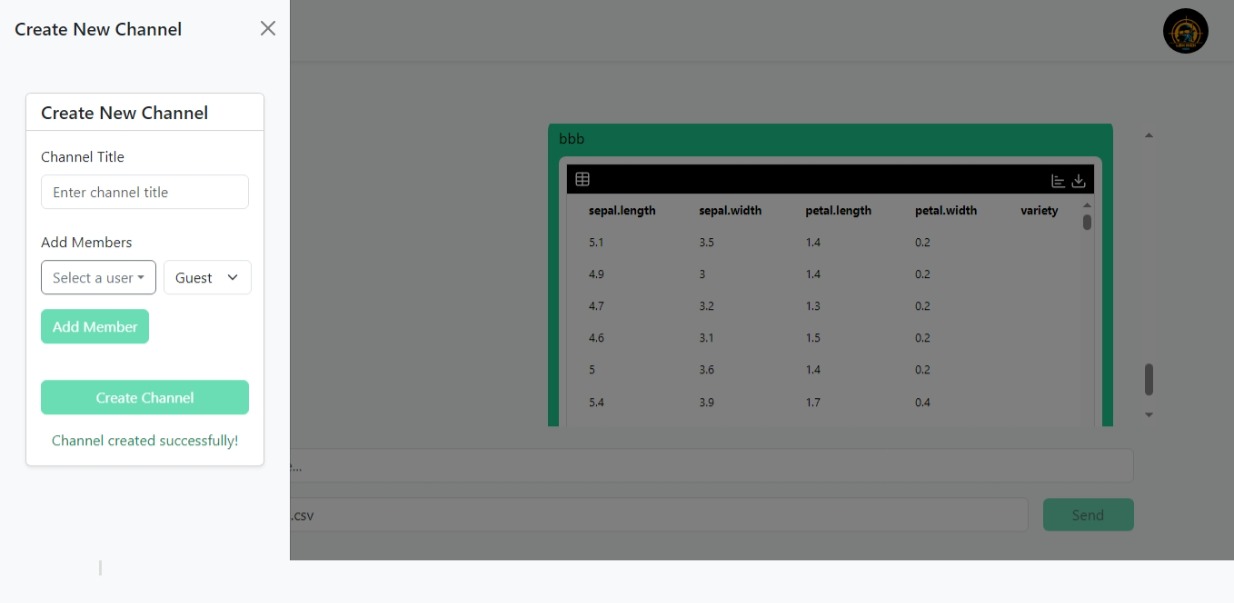 Create New Channel
Create New Channel
Channel Title
Enter channel title
Add Members
Select a user Guest
Add Member
Create Channel
Channel created successfully!
bbb
sepal.length sepal.width petal.length petal.width variety
5.1 3.5 1.4 0.2
4.9 3 1.4 0.2
4.7 3.2 1.3 0.2
4.6 3.1 1.5 0.2
5 3.6 1.4 0.2
5.4 3.9 1.7 0.4
e...
.csv
Send